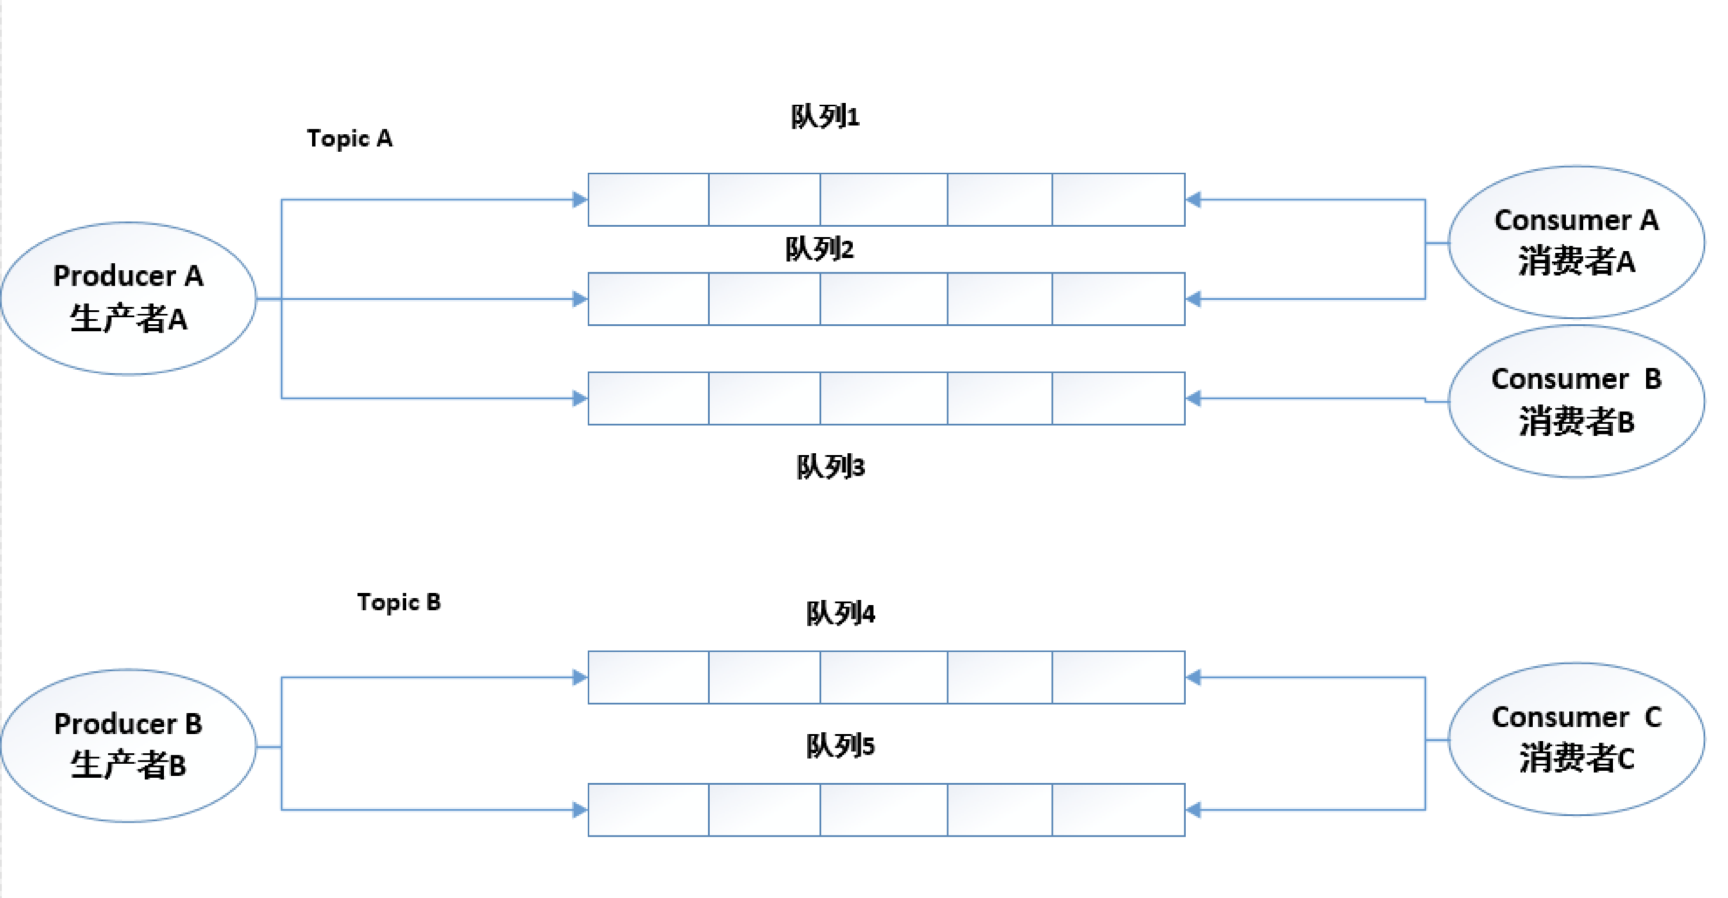 队列1
Topic A
队列2
Producer A
生产者A
Consumer A
消费者A
Consumer B
消费者B
队列3
Topic B
队列4
Producer B
生产者B
队列5
Consumer C
消费者C